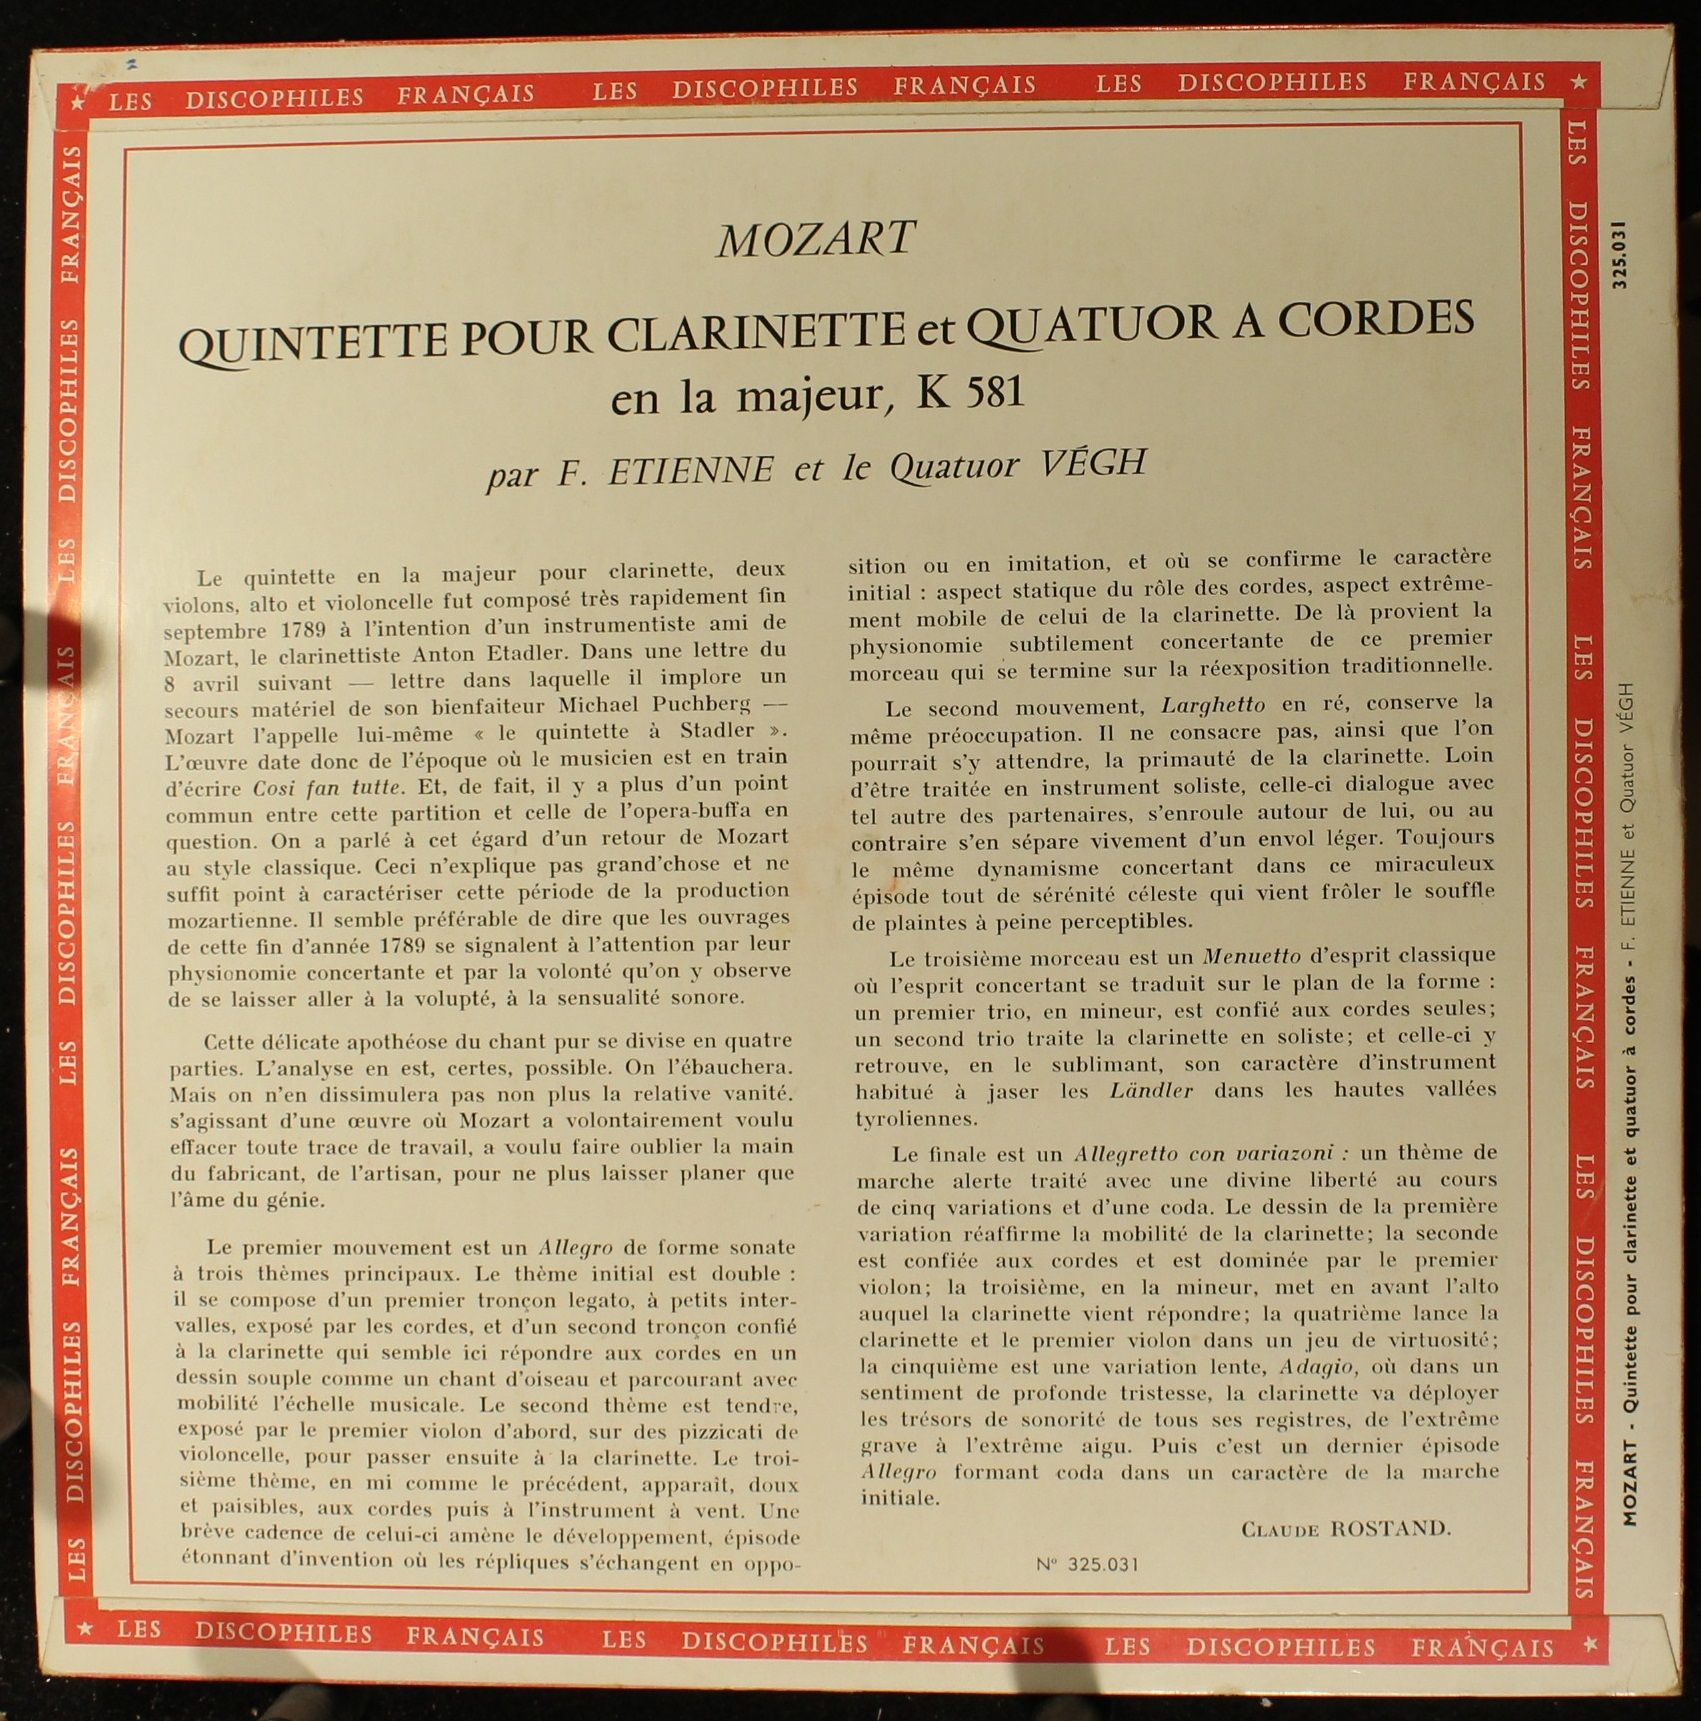 ★ LES DISCOPHILES FRANÇAIS LES DISCOPHILES FRANÇAIS LES DISCOPHILES FRANÇAIS ★
LES DISCOPHILES FRANÇAIS LES DISCOPHILES FRANÇAIS LES DISCOPHILES FRANÇAIS LES DISCOPHILES FRANÇAIS
MOZART
QUINTETTE POUR CLARINETTE et QUATUOR A CORDES
en la majeur, K 581
par F. ETIENNE et le Quatuor VÉGH
Le quintette en la majeur pour clarinette, deux
violons, alto et violoncelle fut composé très rapidement fin
septembre 1789 à l'intention d'un instrumentiste ami de
Mozart, le clarinettiste Anton Etadler. Dans une lettre du
8 avril suivant — lettre dans laquelle il implore un
secours matériel de son bienfaiteur Michael Puchberg —
Mozart l'appelle lui-même « le quintette à Stadler ».
L'œuvre date donc de l'époque où le musicien est en train
d'écrire Cosi fan tutte. Et, de fait, il y a plus d'un point
commun entre cette partition et celle de l'opera-buffa en
question. On a parlé à cet égard d'un retour de Mozart
au style classique. Ceci n'explique pas grand'chose et ne
suffit point à caractériser cette période de la production
mozartienne. Il semble préférable de dire que les ouvrages
de cette fin d'année 1789 se signalent à l'attention par leur
physionomie concertante et par la volonté qu'on y observe
de se laisser aller à la volupté, à la sensualité sonore.
Cette délicate apothéose du chant pur se divise en quatre
parties. L'analyse en est, certes, possible. On l'ébauchera.
Mais on n'en dissimulera pas non plus la relative vanité.
s'agissant d'une œuvre où Mozart a volontairement voulu
effacer toute trace de travail, a voulu faire oublier la main
du fabricant, de l'artisan, pour ne plus laisser planer que
l'âme du génie.
Le premier mouvement est un Allegro de forme sonate
à trois thèmes principaux. Le thème initial est double :
il se compose d'un premier tronçon legato, à petits inter-
valles, exposé par les cordes, et d'un second tronçon confié
à la clarinette qui semble ici répondre aux cordes en un
dessin souple comme un chant d'oiseau et parcourant avec
mobilité l'échelle musicale. Le second thème est tendre,
exposé par le premier violon d'abord, sur des pizzicati de
violoncelle, pour passer ensuite à la clarinette. Le troi-
sième thème, en mi comme le précédent, apparaît, doux
et paisibles, aux cordes puis à l'instrument à vent. Une
brève cadence de celui-ci amène le développement, épisode
étonnant d'invention où les répliques s'échangent en oppo-
sition ou en imitation, et où se confirme le caractère
initial : aspect statique du rôle des cordes, aspect extrême-
ment mobile de celui de la clarinette. De là provient la
physionomie subtilement concertante de ce premier
morceau qui se termine sur la réexposition traditionnelle.
Le second mouvement, Larghetto en ré, conserve la
même préoccupation. Il ne consacre pas, ainsi que l'on
pourrait s'y attendre, la primauté de la clarinette. Loin
d'être traitée en instrument soliste, celle-ci dialogue avec
tel autre des partenaires, s'enroule autour de lui, ou au
contraire s'en sépare vivement d'un envol léger. Toujours
le même dynamisme concertant dans ce miraculeux
épisode tout de sérénité céleste qui vient frôler le souffle
de plaintes à peine perceptibles.
Le troisième morceau est un Menuetto d'esprit classique
où l'esprit concertant se traduit sur le plan de la forme :
un premier trio, en mineur, est confié aux cordes seules;
un second trio traite la clarinette en soliste; et celle-ci y
retrouve, en le sublimant, son caractère d'instrument
habitué à jaser les Ländler dans les hautes vallées
tyroliennes.
Le finale est un Allegretto con variazoni : un thème de
marche alerte traité avec une divine liberté au cours
de cinq variations et d'une coda. Le dessin de la première
variation réaffirme la mobilité de la clarinette; la seconde
est confiée aux cordes et est dominée par le premier
violon; la troisième, en la mineur, met en avant l'alto
auquel la clarinette vient répondre; la quatrième lance la
clarinette et le premier violon dans un jeu de virtuosité;
la cinquième est une variation lente, Adagio, où dans un
sentiment de profonde tristesse, la clarinette va déployer
les trésors de sonorité de tous ses registres, de l'extrême
grave à l'extrême aigu. Puis c'est un dernier épisode
Allegro formant coda dans un caractère de la marche
initiale.
CLAUDE ROSTAND.
N° 325.031
LES DISCOPHILES FRANÇAIS LES DISCOPHILES FRANÇAIS LES DISCOPHILES FRANÇAIS
MOZART - Quintette pour clarinette et quatuor à cordes - F. ETIENNE et Quatuor VÉGH 325.031
★ LES DISCOPHILES FRANÇAIS LES DISCOPHILES FRANÇAIS LES DISCOPHILES FRANÇAIS ★